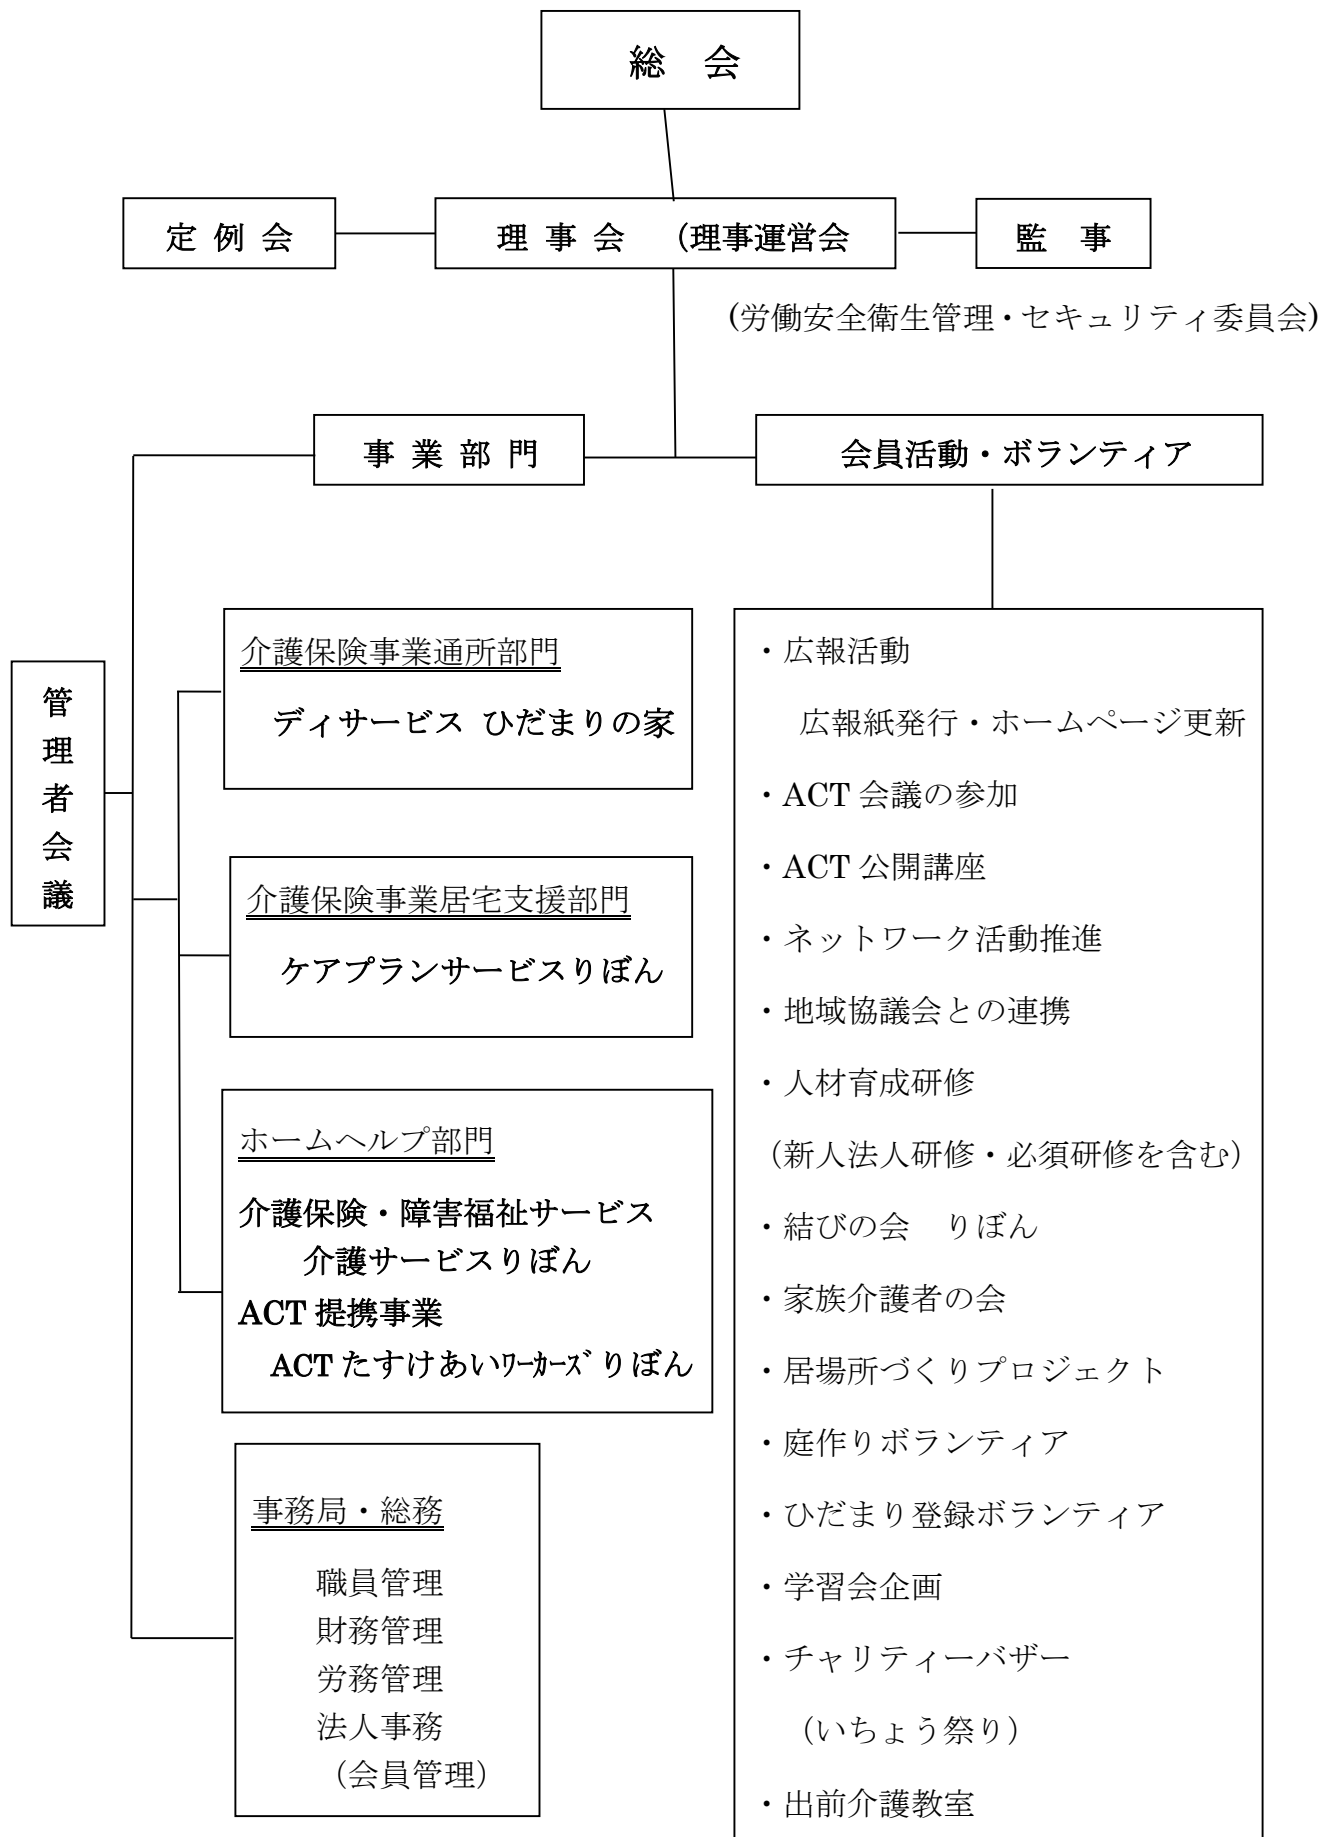 総　会
定 例 会
理 事 会　(理事運営会
監　事
(労働安全衛生管理・セキュリティ委員会)
事 業 部 門
会員活動・ボランティア
管理者会議
介護保険事業通所部門
ディサービス ひだまりの家
介護保険事業居宅支援部門
ケアプランサービスりぼん
ホームヘルプ部門
介護保険・障害福祉サービス
介護サービスりぼん
ACT 提携事業
ACT たすけあいﾜｰｶｰｽﾞりぼん
事務局・総務
職員管理
財務管理
労務管理
法人事務
（会員管理）
・広報活動
広報紙発行・ホームページ更新
・ACT 会議の参加
・ACT 公開講座
・ネットワーク活動推進
・地域協議会との連携
・人材育成研修
（新人法人研修・必須研修を含む）
・結びの会　りぼん
・家族介護者の会
・居場所づくりプロジェクト
・庭作りボランティア
・ひだまり登録ボランティア
・学習会企画
・チャリティーバザー
（いちょう祭り）
・出前介護教室